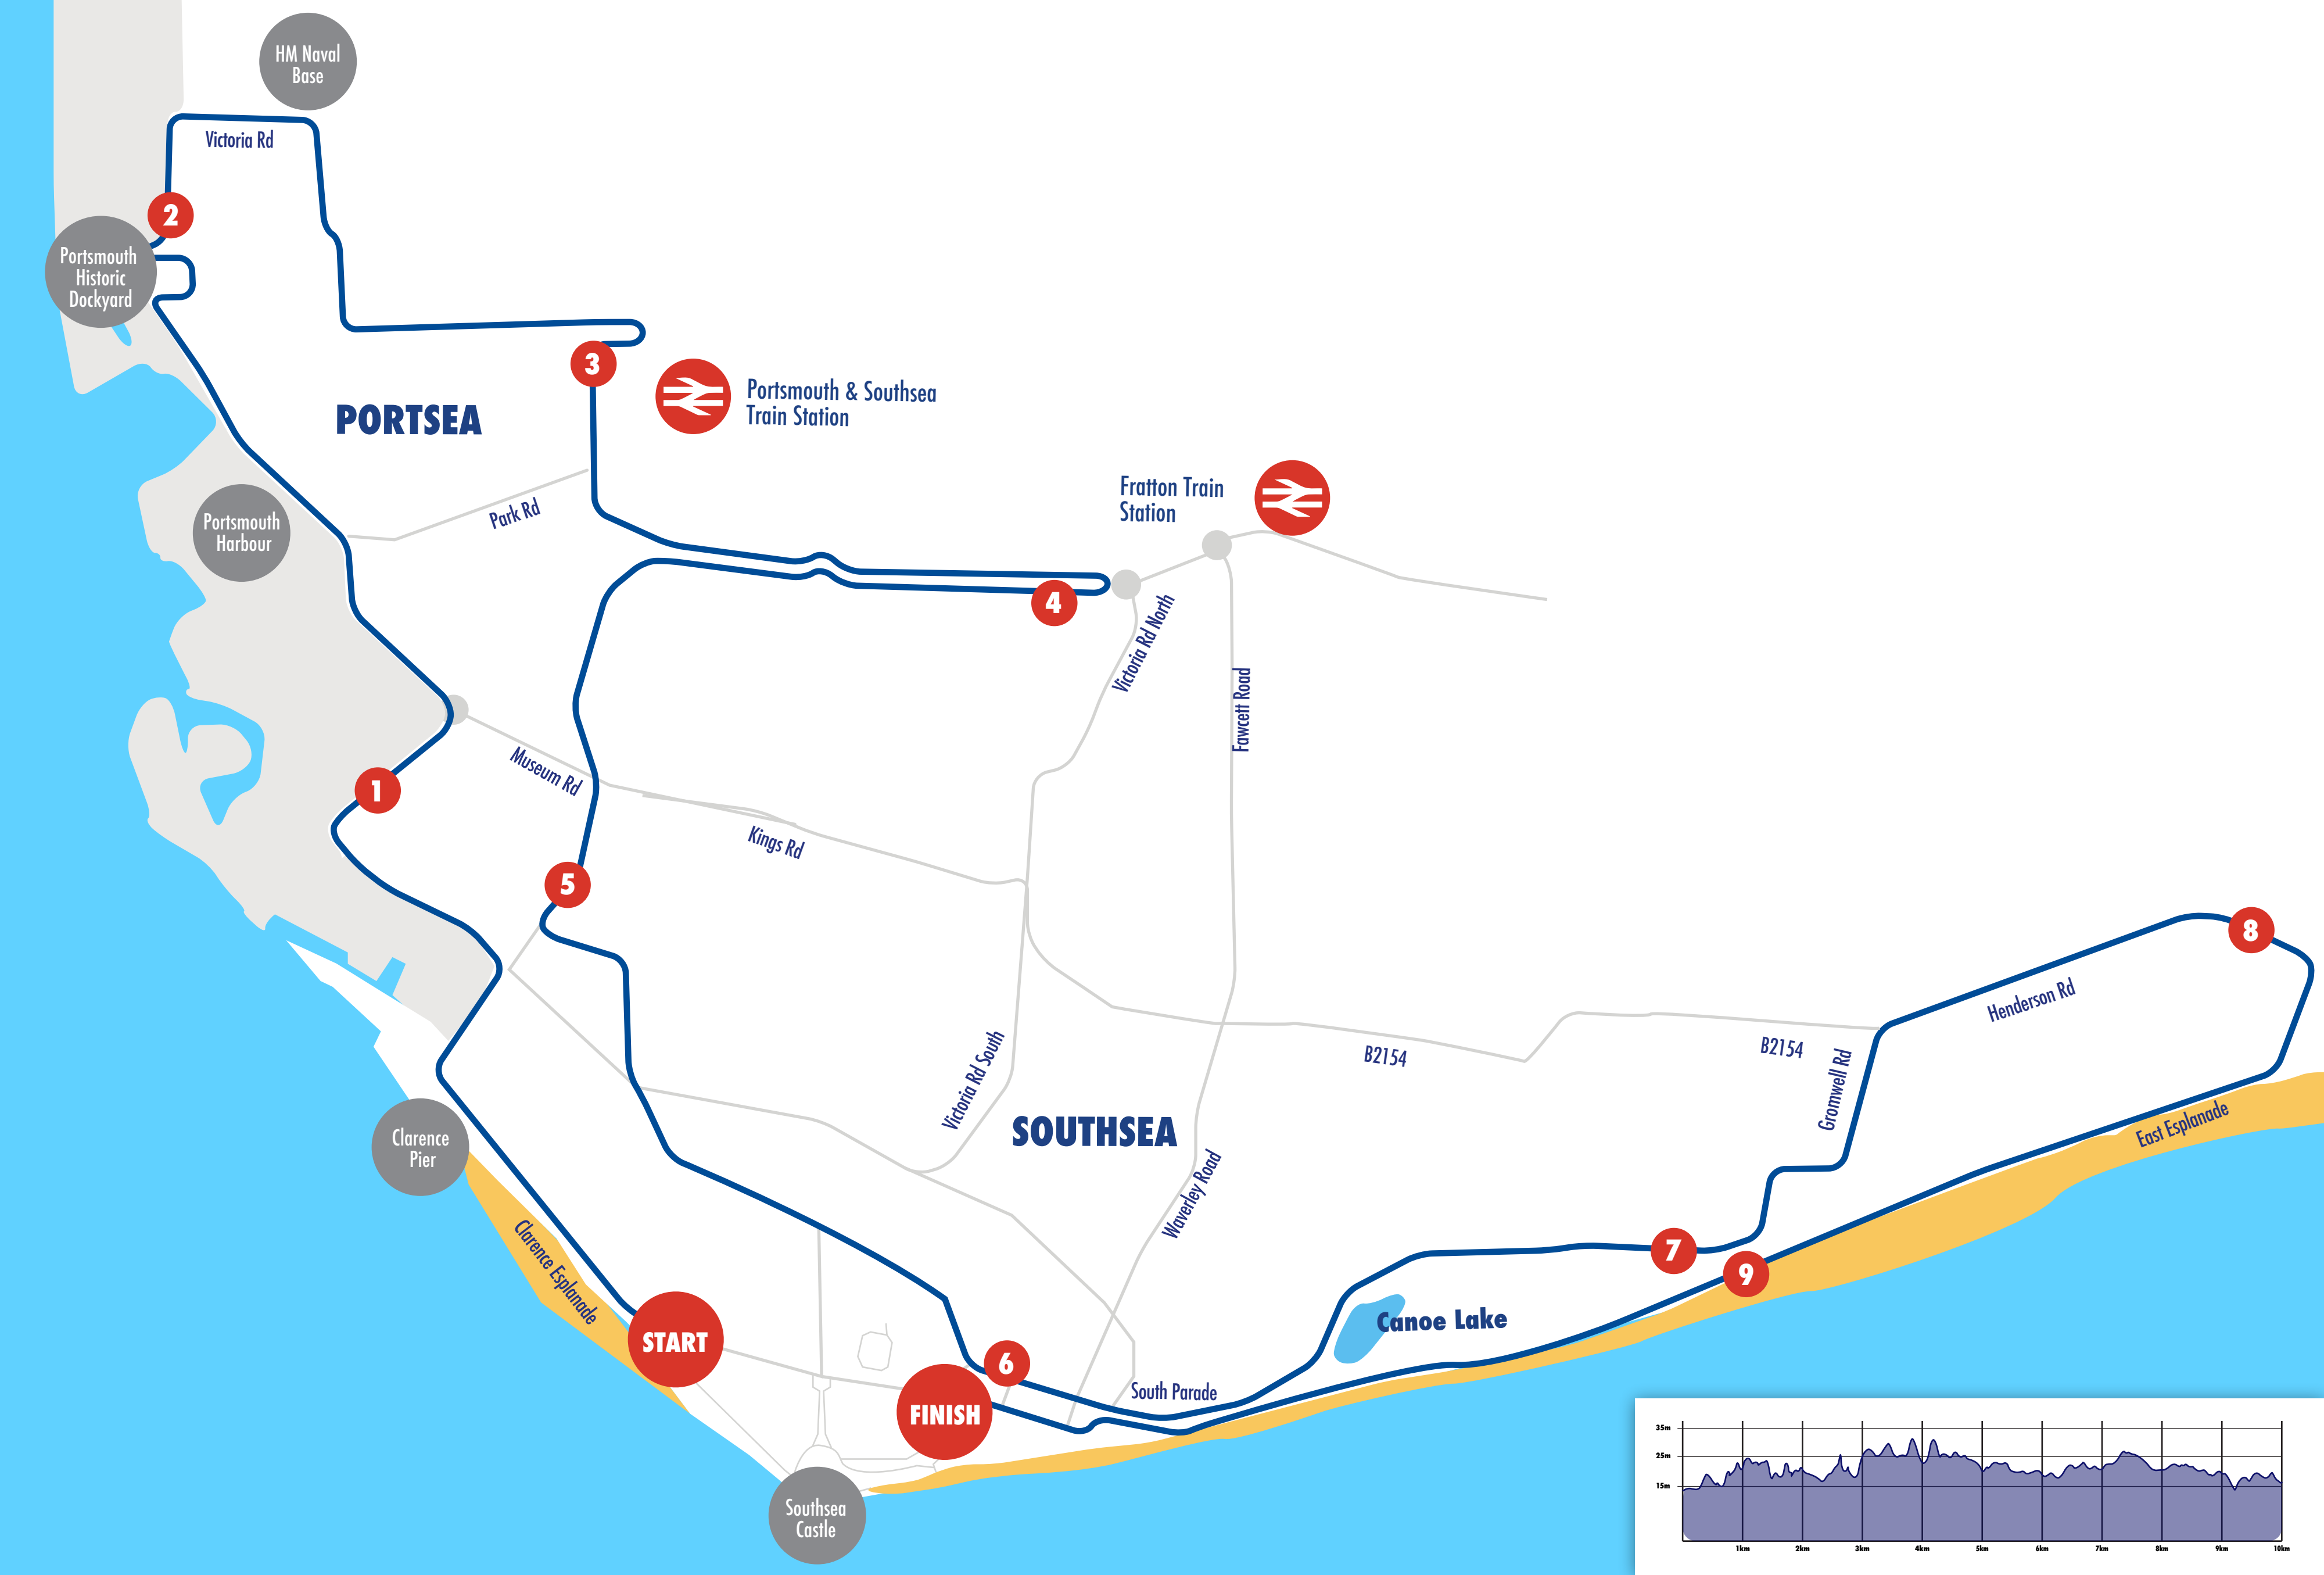 HM Naval
Base
Victoria Rd
2
Portsmouth
Historic
Dockyard
3
Portsmouth & Southsea
Train Station
PORTSEA
Fratton Train
Station
Park Rd
Portsmouth
Harbour
4
Victoria Rd North
Fawcett Road
Museum Rd
1
Kings Rd
5
8
Henderson Rd
B2154
B2154
Gromwell Rd
Victoria Rd South
SOUTHSEA
East Esplanade
Clarence
Pier
Waverley Road
7
9
Clarence Esplanade
Canoe Lake
START
6
South Parade
FINISH
Southsea
Castle
35m
25m
15m
1km
2km
3km
4km
5km
6km
7km
8km
9km
10km